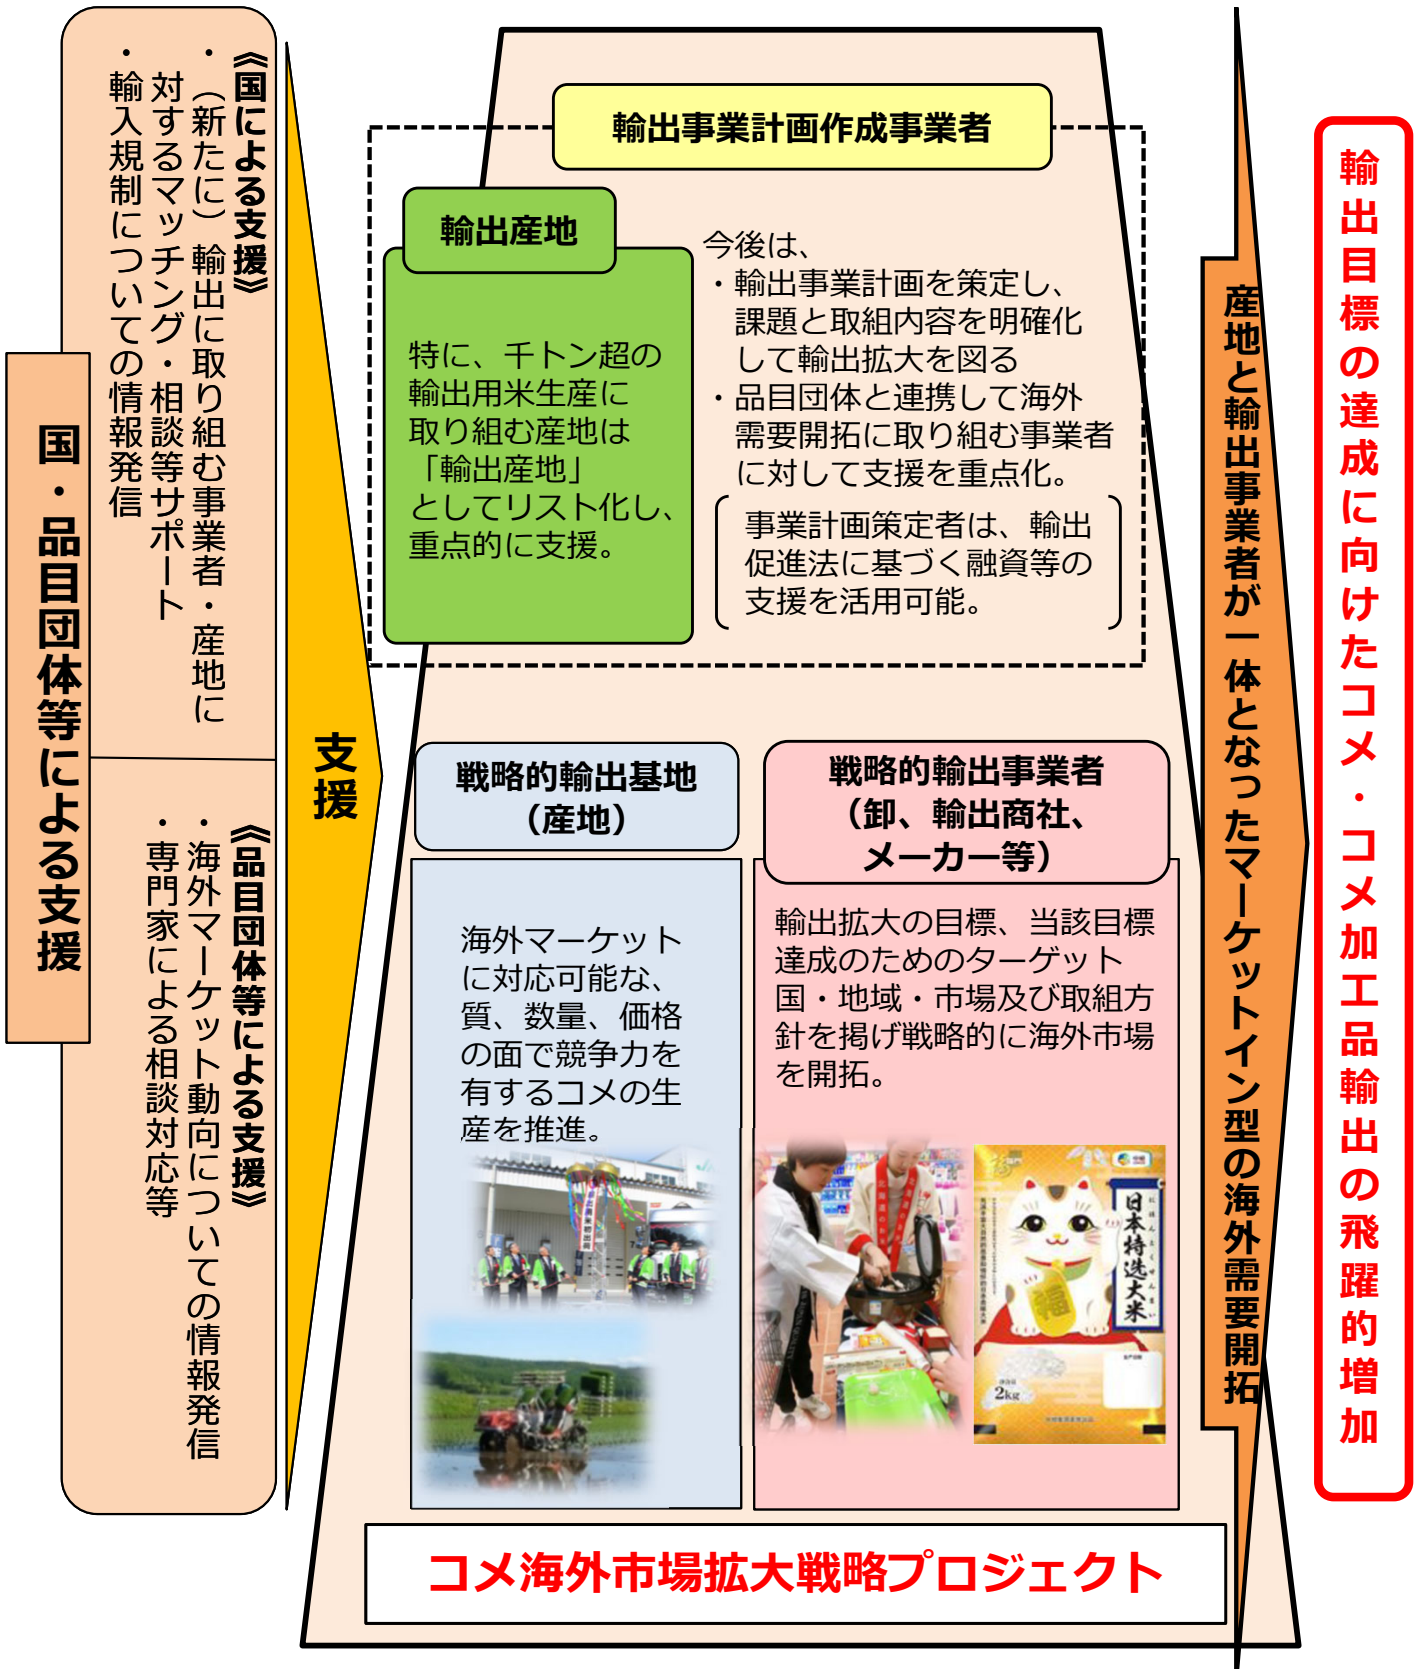 国・品目団体等による支援
《国による支援》
・（新たに）輸出に取り組む事業者・産地に
対するマッチング・相談等サポート
・輸入規制についての情報発信
《品目団体等による支援》
・海外マーケット動向についての情報発信
・専門家による相談対応等
支援
輸出事業計画作成事業者
輸出産地
特に、千トン超の
輸出用米生産に
取り組む産地は
「輸出産地」
としてリスト化し、
重点的に支援。
今後は、
・輸出事業計画を策定し、
課題と取組内容を明確化
して輸出拡大を図る
・品目団体と連携して海外
需要開拓に取り組む事業者
に対して支援を重点化。
事業計画策定者は、輸出
促進法に基づく融資等の
支援を活用可能。
戦略的輸出基地
（産地）
海外マーケット
に対応可能な、
質、数量、価格
の面で競争力を
有するコメの生
産を推進。
戦略的輸出事業者
（卸、輸出商社、
メーカー等）
輸出拡大の目標、当該目標
達成のためのターゲット
国・地域・市場及び取組方
針を掲げ戦略的に海外市場
を開拓。
日本特选大米
にほんとくせんまい
福
2kg
コメ海外市場拡大戦略プロジェクト
産地と輸出事業者が一体となったマーケットイン型の海外需要開拓
輸出目標の達成に向けたコメ・コメ加工品輸出の飛躍的増加